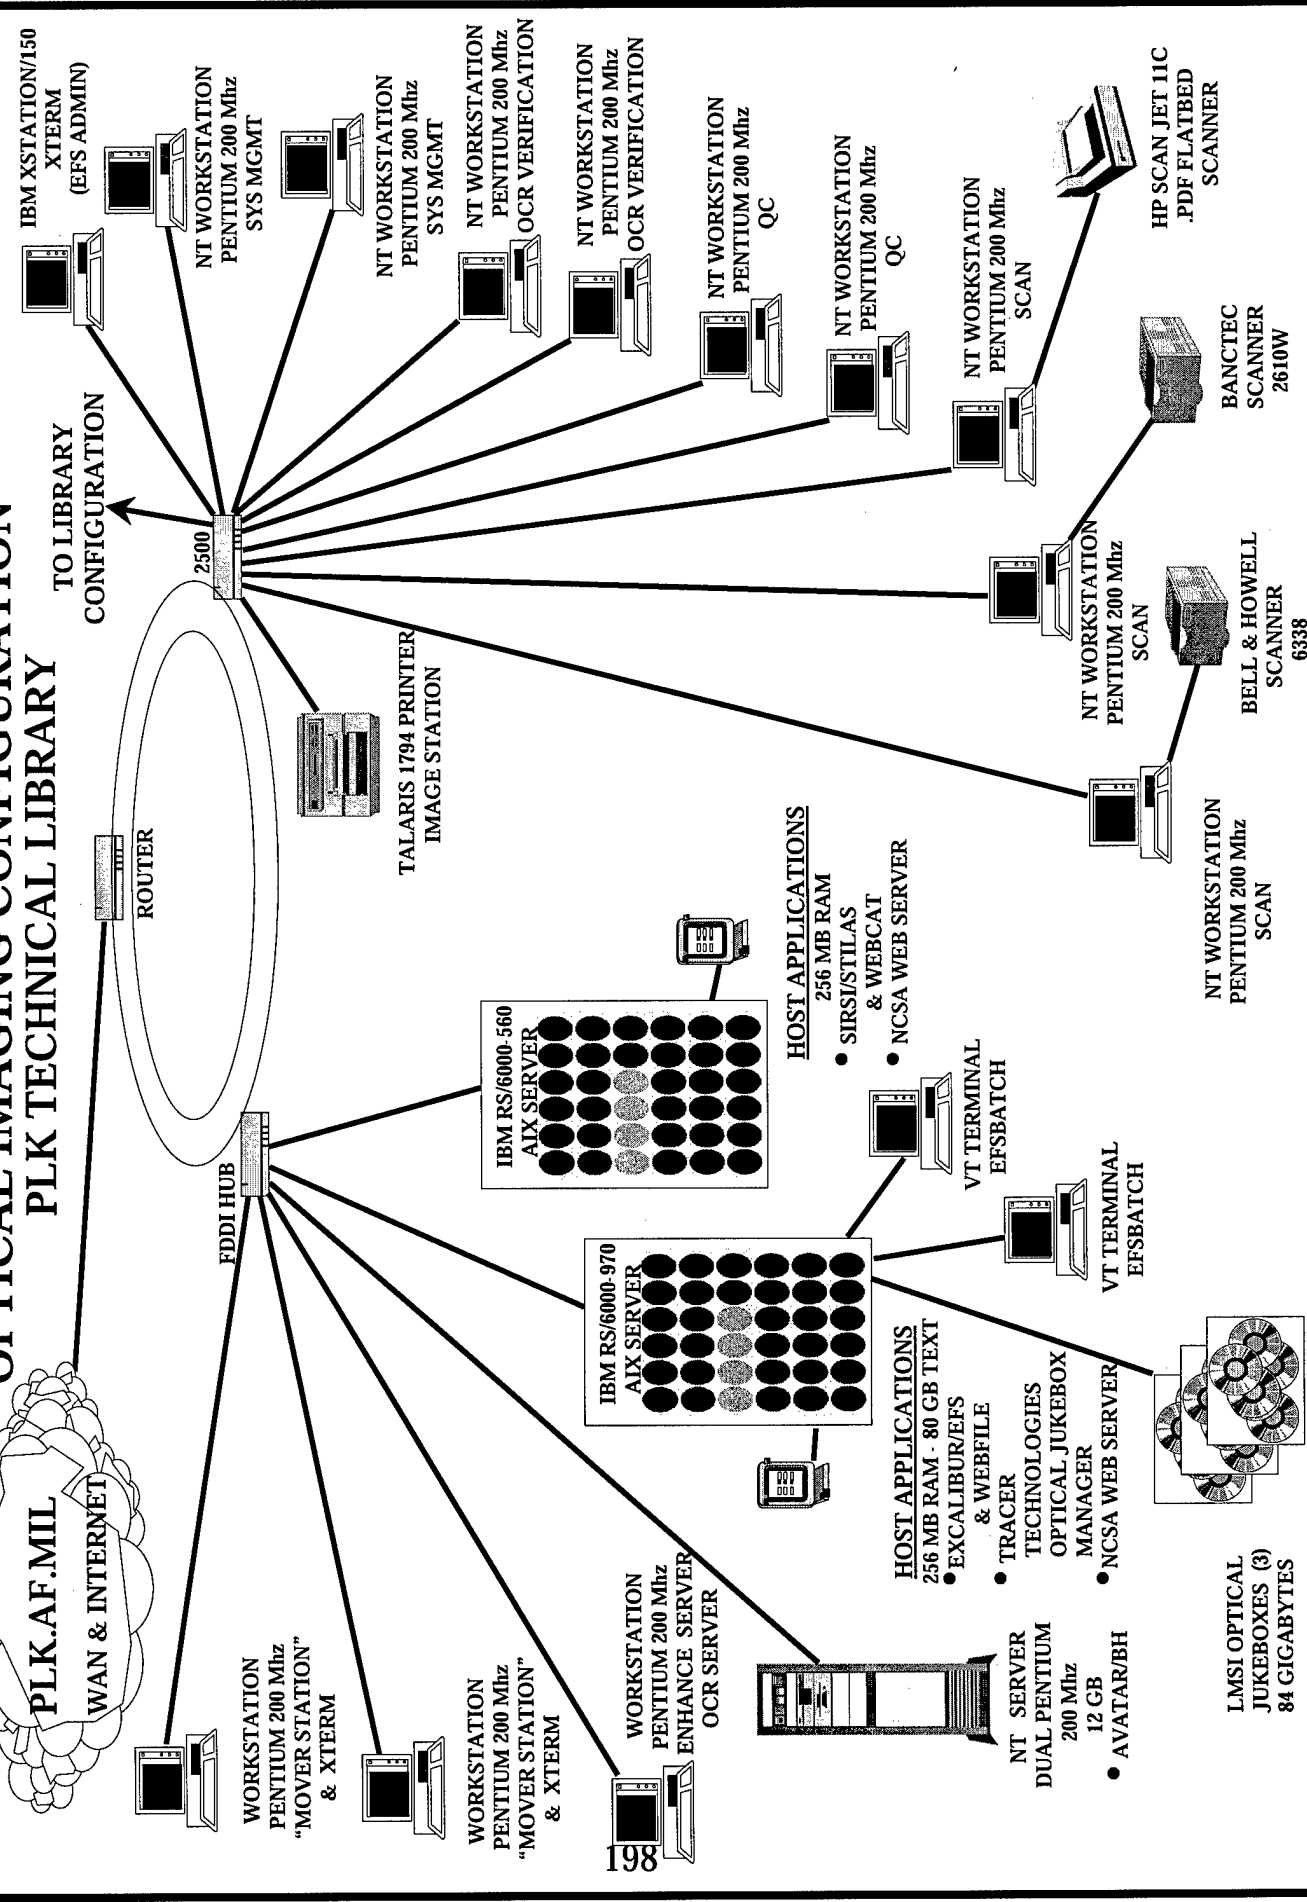 OPTICAL IMAGING CONFIGURATION
PLK TECHNICAL LIBRARY
PLK.AF.MIL
WAN & INTERNET
ROUTER
FDDI HUB
2500
TO LIBRARY
CONFIGURATION
IBM XSTATION/150
XTERM
(EFS ADMIN)
NT WORKSTATION
PENTIUM 200 Mhz
SYS MGMT
NT WORKSTATION
PENTIUM 200 Mhz
SYS MGMT
NT WORKSTATION
PENTIUM 200 Mhz
OCR VERIFICATION
NT WORKSTATION
PENTIUM 200 Mhz
OCR VERIFICATION
NT WORKSTATION
PENTIUM 200 Mhz
QC
NT WORKSTATION
PENTIUM 200 Mhz
QC
NT WORKSTATION
PENTIUM 200 Mhz
SCAN
HP SCAN JET 11C
.PDF FLATBED
SCANNER
NT WORKSTATION
PENTIUM 200 Mhz
SCAN
BANCTEC
SCANNER
2610W
NT WORKSTATION
PENTIUM 200 Mhz
SCAN
BELL & HOWELL
SCANNER
6338
TALARIS 1794 PRINTER
IMAGE STATION
IBM RS/6000-560
AIX SERVER
HOST APPLICATIONS
256 MB RAM
● SIRSI/STILAS
& WEBCAT
● NCSA WEB SERVER
IBM RS/6000-970
AIX SERVER
HOST APPLICATIONS
256 MB RAM - 80 GB TEXT
● EXCALIBUR/EFS
& WEBFILE
● TRACER
TECHNOLOGIES
OPTICAL JUKEBOX
MANAGER
● NCSA WEB SERVER
VT TERMINAL
EFSBATCH
VT TERMINAL
EFSBATCH
LMSI OPTICAL
JUKEBOXES (3)
84 GIGABYTES
WORKSTATION
PENTIUM 200 Mhz
“MOVER STATION”
& XTERM
WORKSTATION
PENTIUM 200 Mhz
“MOVER STATION”
& XTERM
WORKSTATION
PENTIUM 200 Mhz
ENHANCE SERVER
OCR SERVER
NT SERVER
DUAL PENTIUM
200 Mhz
12 GB
● AVATAR/BH
198